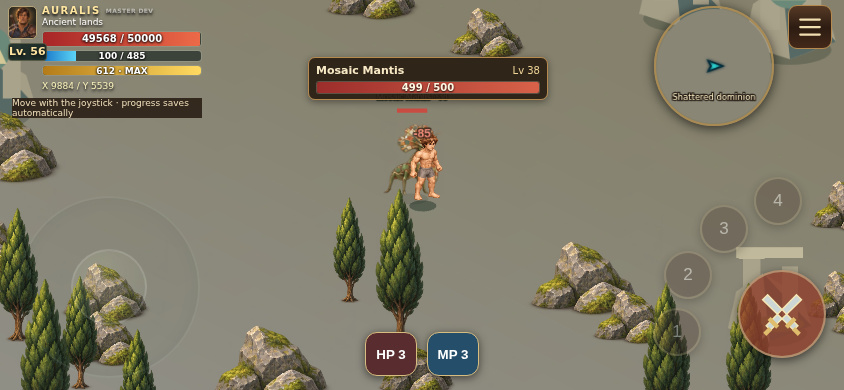 AURALIS MASTER DEV
Ancient lands
49568 / 50000
Lv. 56
100 / 485
612 · MAX
X 9884 / Y 5539
Move with the joystick · progress saves
automatically
Mosaic Mantis Lv 38
499 / 500
-85
Shattered dominion
4
3
2
1
HP 3
MP 3